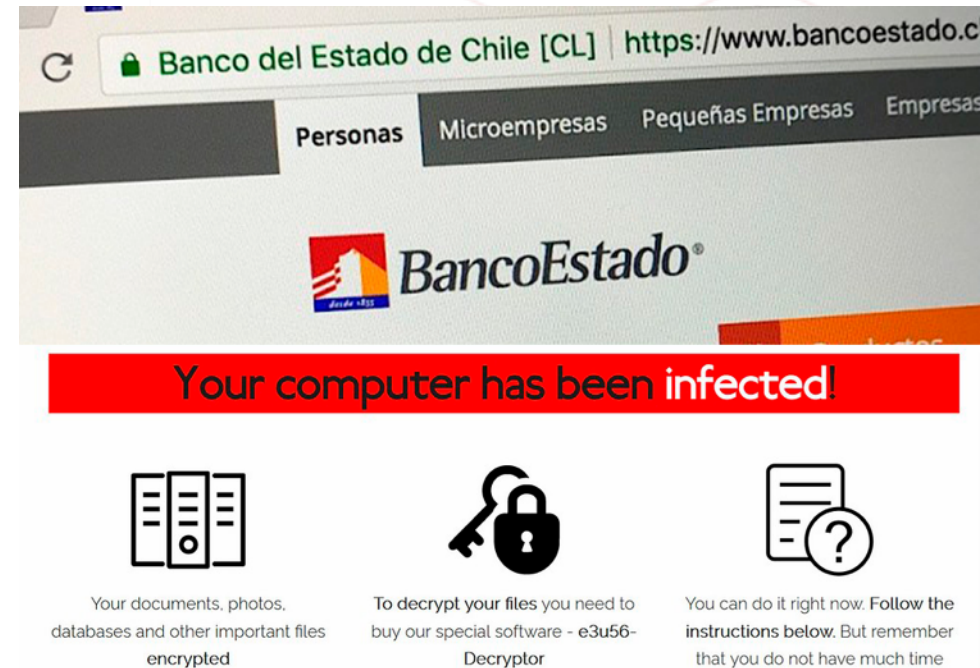 Banco del Estado de Chile [CL] https://www.bancoestado.c
Personas Microempresas Pequeñas Empresas Empresas
BancoEstado®
desde 1855
Your computer has been infected!
Your documents, photos,
databases and other important files
encrypted
To decrypt your files you need to
buy our special software - e3u56-
Decryptor
You can do it right now. Follow the
instructions below. But remember
that you do not have much time